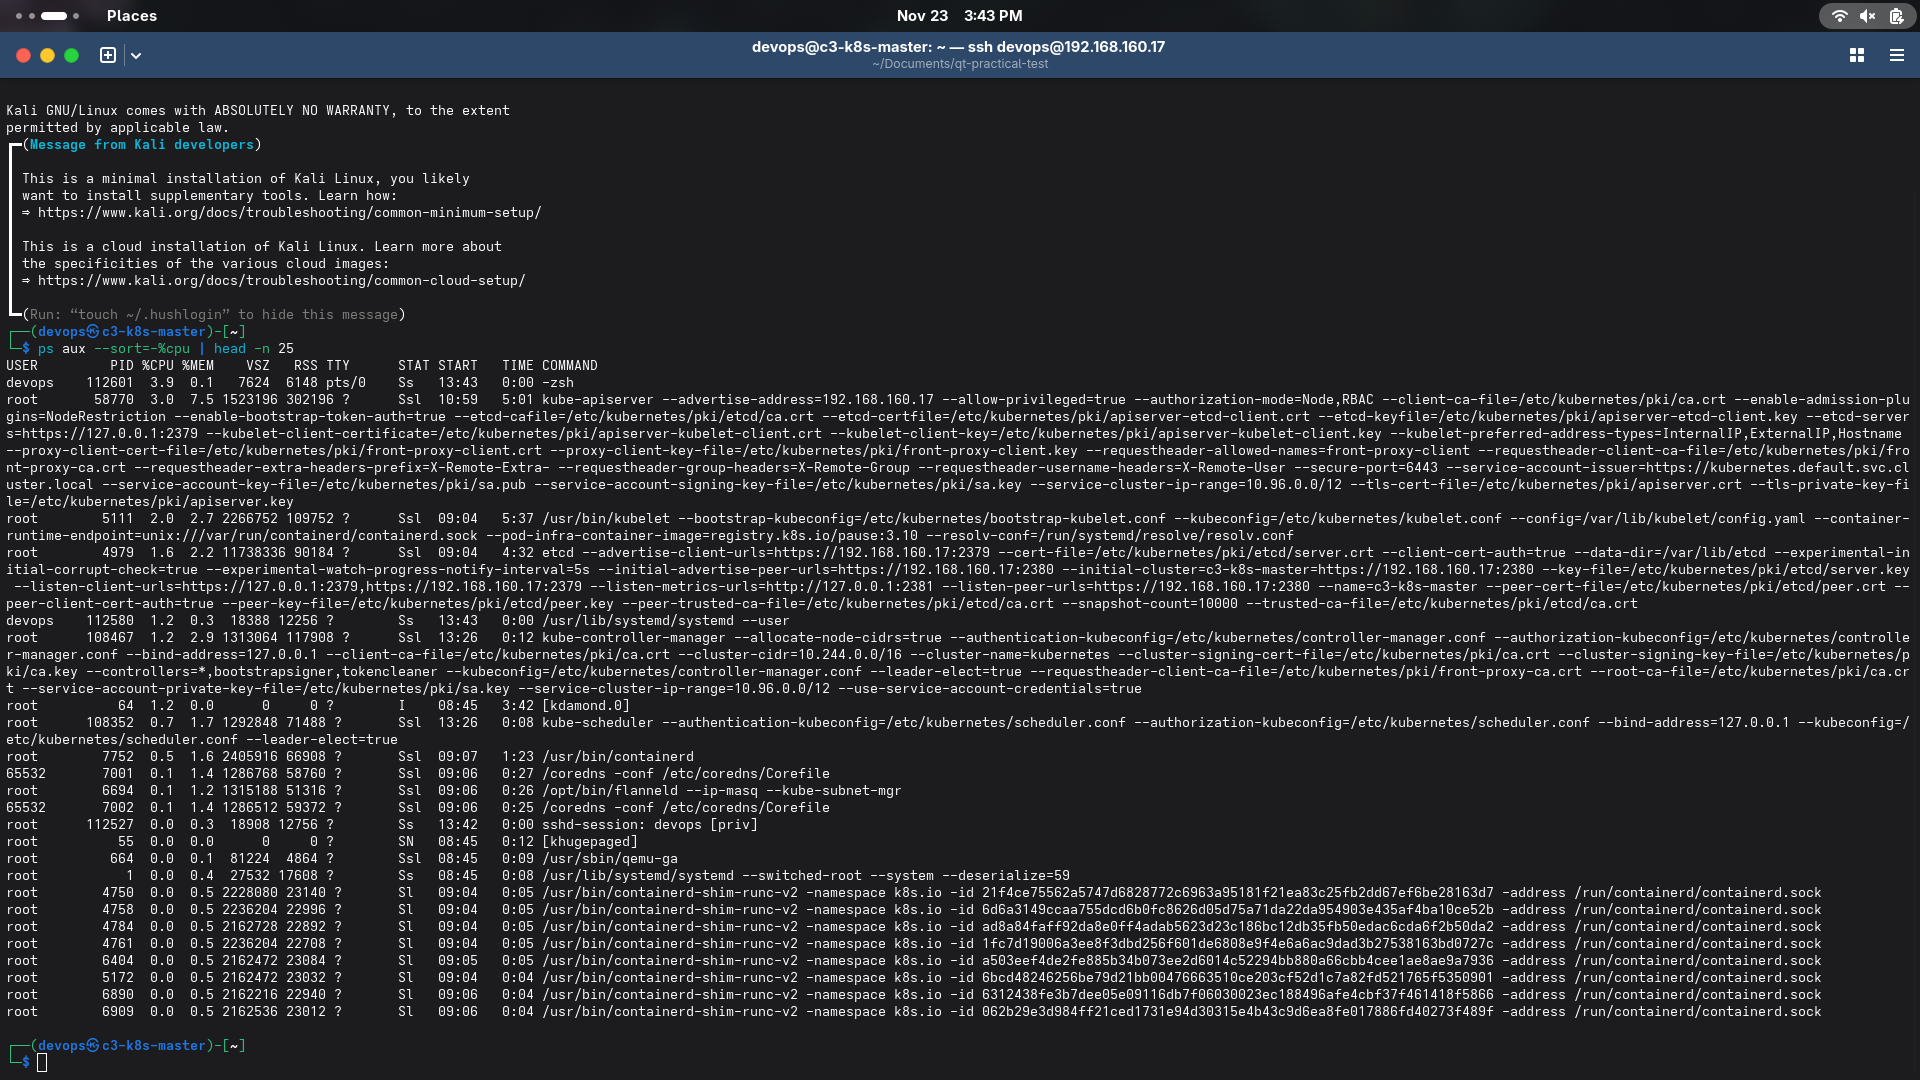 Places
Nov 23 3:43 PM
devops@c3-k8s-master: ~ — ssh devops@192.168.160.17
~/Documents/qt-practical-test
Kali GNU/Linux comes with ABSOLUTELY NO WARRANTY, to the extent
permitted by applicable law.
(Message from Kali developers)
This is a minimal installation of Kali Linux, you likely
want to install supplementary tools. Learn how:
⇒ https://www.kali.org/docs/troubleshooting/common-minimum-setup/
This is a cloud installation of Kali Linux. Learn more about
the specificities of the various cloud images:
⇒ https://www.kali.org/docs/troubleshooting/common-cloud-setup/
(Run: “touch ~/.hushlogin” to hide this message)
┌──(devops㉿c3-k8s-master)-[~]
└─$ ps aux --sort=-%cpu | head -n 25
USER PID %CPU %MEM VSZ RSS TTY STAT START TIME COMMAND
devops 112601 3.9 0.1 7624 6148 pts/0 Ss 13:43 0:00 -zsh
root 58770 3.0 7.5 1523196 302196 ? Ssl 10:59 5:01 kube-apiserver --advertise-address=192.168.160.17 --allow-privileged=true --authorization-mode=Node,RBAC --client-ca-file=/etc/kubernetes/pki/ca.crt --enable-admission-plu
gins=NodeRestriction --enable-bootstrap-token-auth=true --etcd-cafile=/etc/kubernetes/pki/etcd/ca.crt --etcd-certfile=/etc/kubernetes/pki/apiserver-etcd-client.crt --etcd-keyfile=/etc/kubernetes/pki/apiserver-etcd-client.key --etcd-server
s=https://127.0.0.1:2379 --kubelet-client-certificate=/etc/kubernetes/pki/apiserver-kubelet-client.crt --kubelet-client-key=/etc/kubernetes/pki/apiserver-kubelet-client.key --kubelet-preferred-address-types=InternalIP,ExternalIP,Hostname
--proxy-client-cert-file=/etc/kubernetes/pki/front-proxy-client.crt --proxy-client-key-file=/etc/kubernetes/pki/front-proxy-client.key --requestheader-allowed-names=front-proxy-client --requestheader-client-ca-file=/etc/kubernetes/pki/fro
nt-proxy-ca.crt --requestheader-extra-headers-prefix=X-Remote-Extra- --requestheader-group-headers=X-Remote-Group --requestheader-username-headers=X-Remote-User --secure-port=6443 --service-account-issuer=https://kubernetes.default.svc.cl
uster.local --service-account-key-file=/etc/kubernetes/pki/sa.pub --service-account-signing-key-file=/etc/kubernetes/pki/sa.key --service-cluster-ip-range=10.96.0.0/12 --tls-cert-file=/etc/kubernetes/pki/apiserver.crt --tls-private-key-fi
le=/etc/kubernetes/pki/apiserver.key
root 5111 2.0 2.7 2266752 109752 ? Ssl 09:04 5:37 /usr/bin/kubelet --bootstrap-kubeconfig=/etc/kubernetes/bootstrap-kubelet.conf --kubeconfig=/etc/kubernetes/kubelet.conf --config=/var/lib/kubelet/config.yaml --container-
runtime-endpoint=unix:///var/run/containerd/containerd.sock --pod-infra-container-image=registry.k8s.io/pause:3.10 --resolv-conf=/run/systemd/resolve/resolv.conf
root 4979 1.6 2.2 11738336 90184 ? Ssl 09:04 4:32 etcd --advertise-client-urls=https://192.168.160.17:2379 --cert-file=/etc/kubernetes/pki/etcd/server.crt --client-cert-auth=true --data-dir=/var/lib/etcd --experimental-in
itial-corrupt-check=true --experimental-watch-progress-notify-interval=5s --initial-advertise-peer-urls=https://192.168.160.17:2380 --initial-cluster=c3-k8s-master=https://192.168.160.17:2380 --key-file=/etc/kubernetes/pki/etcd/server.key
--listen-client-urls=https://127.0.0.1:2379,https://192.168.160.17:2379 --listen-metrics-urls=http://127.0.0.1:2381 --listen-peer-urls=https://192.168.160.17:2380 --name=c3-k8s-master --peer-cert-file=/etc/kubernetes/pki/etcd/peer.crt --
peer-client-cert-auth=true --peer-key-file=/etc/kubernetes/pki/etcd/peer.key --peer-trusted-ca-file=/etc/kubernetes/pki/etcd/ca.crt --snapshot-count=10000 --trusted-ca-file=/etc/kubernetes/pki/etcd/ca.crt
devops 112580 1.2 0.3 18388 12256 ? Ss 13:43 0:00 /usr/lib/systemd/systemd --user
root 108467 1.2 2.9 1313064 117908 ? Ssl 13:26 0:12 kube-controller-manager --allocate-node-cidrs=true --authentication-kubeconfig=/etc/kubernetes/controller-manager.conf --authorization-kubeconfig=/etc/kubernetes/controlle
r-manager.conf --bind-address=127.0.0.1 --client-ca-file=/etc/kubernetes/pki/ca.crt --cluster-cidr=10.244.0.0/16 --cluster-name=kubernetes --cluster-signing-cert-file=/etc/kubernetes/pki/ca.crt --cluster-signing-key-file=/etc/kubernetes/p
ki/ca.key --controllers=*,bootstrapsigner,tokencleaner --kubeconfig=/etc/kubernetes/controller-manager.conf --leader-elect=true --requestheader-client-ca-file=/etc/kubernetes/pki/front-proxy-ca.crt --root-ca-file=/etc/kubernetes/pki/ca.cr
t --service-account-private-key-file=/etc/kubernetes/pki/sa.key --service-cluster-ip-range=10.96.0.0/12 --use-service-account-credentials=true
root 64 1.2 0.0 0 0 ? I 08:45 3:42 [kdamond.0]
root 108352 0.7 1.7 1292848 71488 ? Ssl 13:26 0:08 kube-scheduler --authentication-kubeconfig=/etc/kubernetes/scheduler.conf --authorization-kubeconfig=/etc/kubernetes/scheduler.conf --bind-address=127.0.0.1 --kubeconfig=/
etc/kubernetes/scheduler.conf --leader-elect=true
root 7752 0.5 1.6 2405916 66908 ? Ssl 09:07 1:23 /usr/bin/containerd
65532 7001 0.1 1.4 1286768 58760 ? Ssl 09:06 0:27 /coredns -conf /etc/coredns/Corefile
root 6694 0.1 1.2 1315188 51316 ? Ssl 09:06 0:26 /opt/bin/flanneld --ip-masq --kube-subnet-mgr
65532 7002 0.1 1.4 1286512 59372 ? Ssl 09:06 0:25 /coredns -conf /etc/coredns/Corefile
root 112527 0.0 0.3 18908 12756 ? Ss 13:42 0:00 sshd-session: devops [priv]
root 55 0.0 0.0 0 0 ? SN 08:45 0:12 [khugepaged]
root 664 0.0 0.1 81224 4864 ? Ssl 08:45 0:09 /usr/sbin/qemu-ga
root 1 0.0 0.4 27532 17608 ? Ss 08:45 0:08 /usr/lib/systemd/systemd --switched-root --system --deserialize=59
root 4750 0.0 0.5 2228080 23140 ? Sl 09:04 0:05 /usr/bin/containerd-shim-runc-v2 -namespace k8s.io -id 21f4ce75562a5747d6828772c6963a95181f21ea83c25fb2dd67ef6be28163d7 -address /run/containerd/containerd.sock
root 4758 0.0 0.5 2236204 22996 ? Sl 09:04 0:05 /usr/bin/containerd-shim-runc-v2 -namespace k8s.io -id 6d6a3149ccaa755dcd6b0fc8626d05d75a71da22da954903e435af4ba10ce52b -address /run/containerd/containerd.sock
root 4784 0.0 0.5 2162728 22892 ? Sl 09:04 0:05 /usr/bin/containerd-shim-runc-v2 -namespace k8s.io -id ad8a84faff92da8e0ff4adab5623d23c186bc12db35fb50edac6cda6f2b50da2 -address /run/containerd/containerd.sock
root 4761 0.0 0.5 2236204 22708 ? Sl 09:04 0:05 /usr/bin/containerd-shim-runc-v2 -namespace k8s.io -id 1fc7d19006a3ee8f3dbd256f601de6808e9f4e6a6ac9dad3b27538163bd0727c -address /run/containerd/containerd.sock
root 6404 0.0 0.5 2162472 23084 ? Sl 09:05 0:05 /usr/bin/containerd-shim-runc-v2 -namespace k8s.io -id a503eef4de2fe885b34b073ee2d6014c52294bb880a66cbb4cee1ae8ae9a7936 -address /run/containerd/containerd.sock
root 5172 0.0 0.5 2162472 23032 ? Sl 09:04 0:04 /usr/bin/containerd-shim-runc-v2 -namespace k8s.io -id 6bcd48246256be79d21bb00476663510ce203cf52d1c7a82fd521765f5350901 -address /run/containerd/containerd.sock
root 6890 0.0 0.5 2162216 22940 ? Sl 09:06 0:04 /usr/bin/containerd-shim-runc-v2 -namespace k8s.io -id 6312438fe3b7dee05e09116db7f06030023ec188496afe4cbf37f461418f5866 -address /run/containerd/containerd.sock
root 6909 0.0 0.5 2162536 23012 ? Sl 09:06 0:04 /usr/bin/containerd-shim-runc-v2 -namespace k8s.io -id 062b29e3d984ff21ced1731e94d30315e4b43c9d6ea8fe017886fd40273f489f -address /run/containerd/containerd.sock
┌──(devops㉿c3-k8s-master)-[~]
└─$